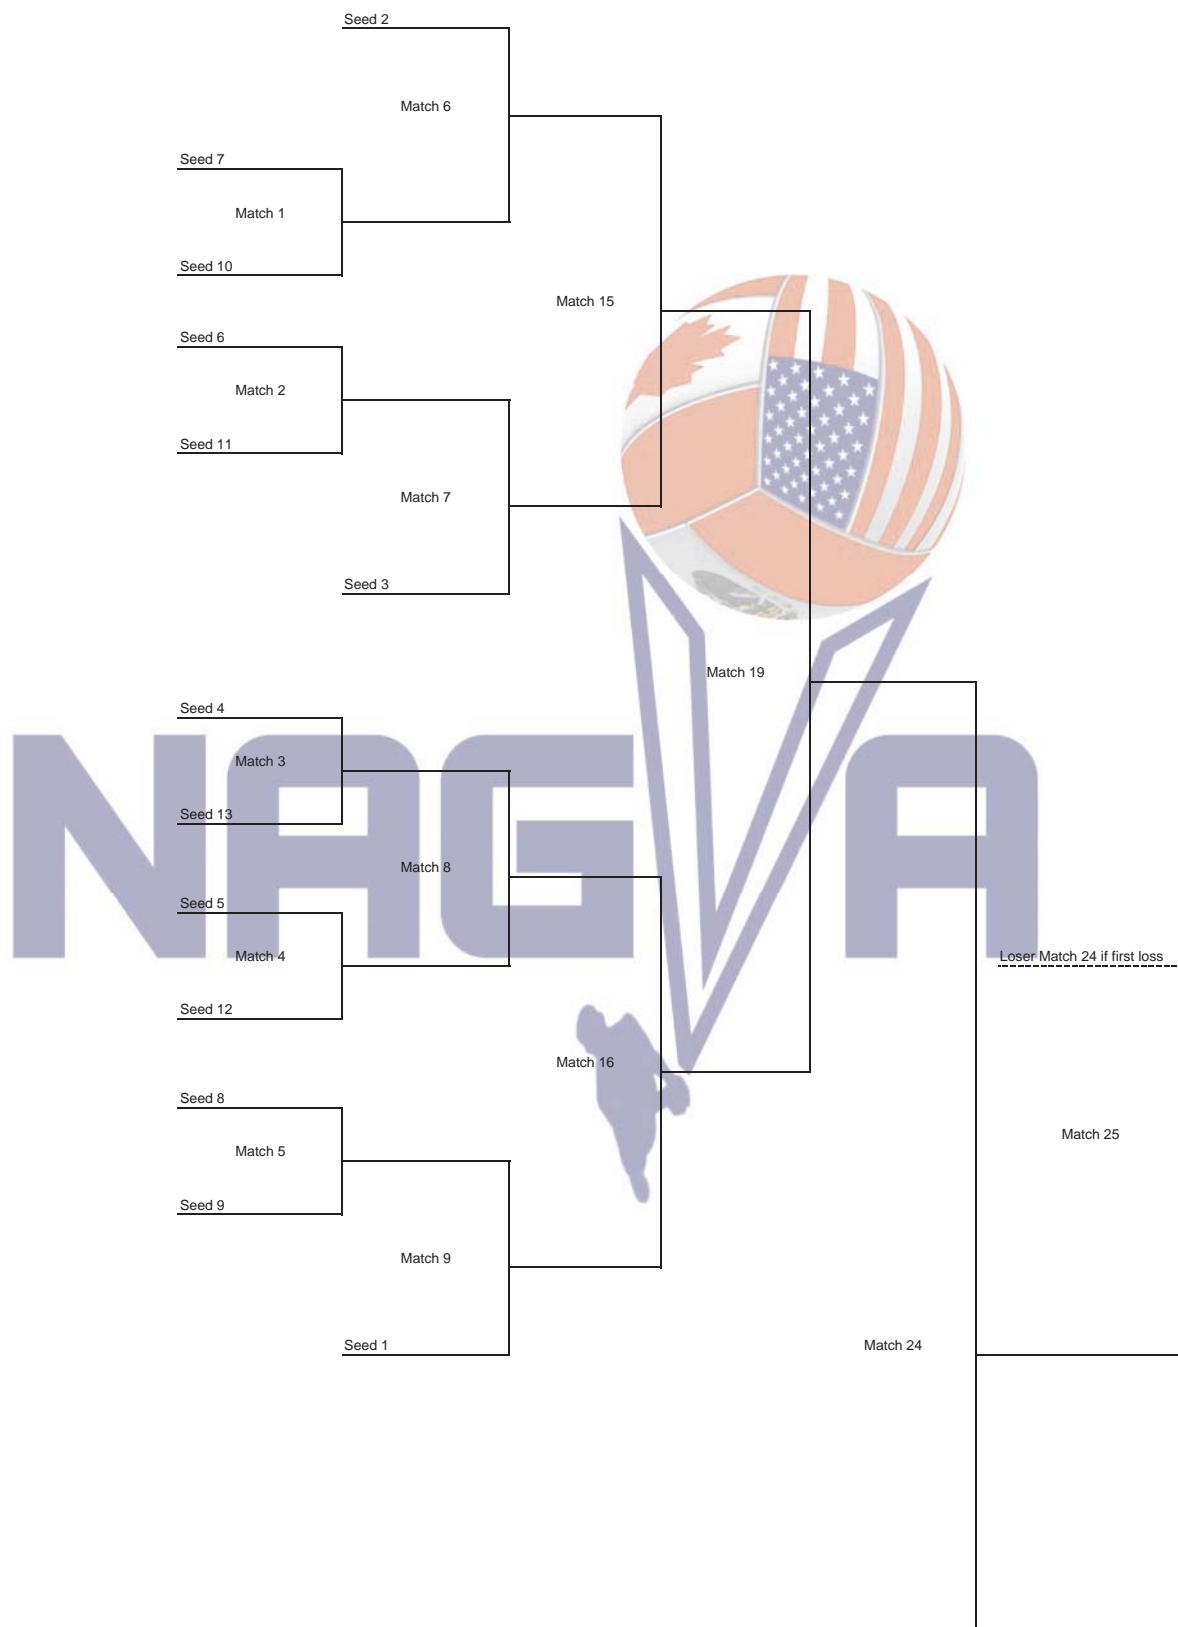 Seed 2
Match 6
Seed 7
Match 1
Seed 10
Match 15
Seed 6
Match 2
Seed 11
Match 7
Seed 3
Match 19
Seed 4
Match 3
Seed 13
Match 8
Seed 5
Match 4
Loser Match 24 if first loss
Seed 12
Match 16
Seed 8
Match 25
Match 5
Seed 9
Match 9
Seed 1
Match 24
NAGVA